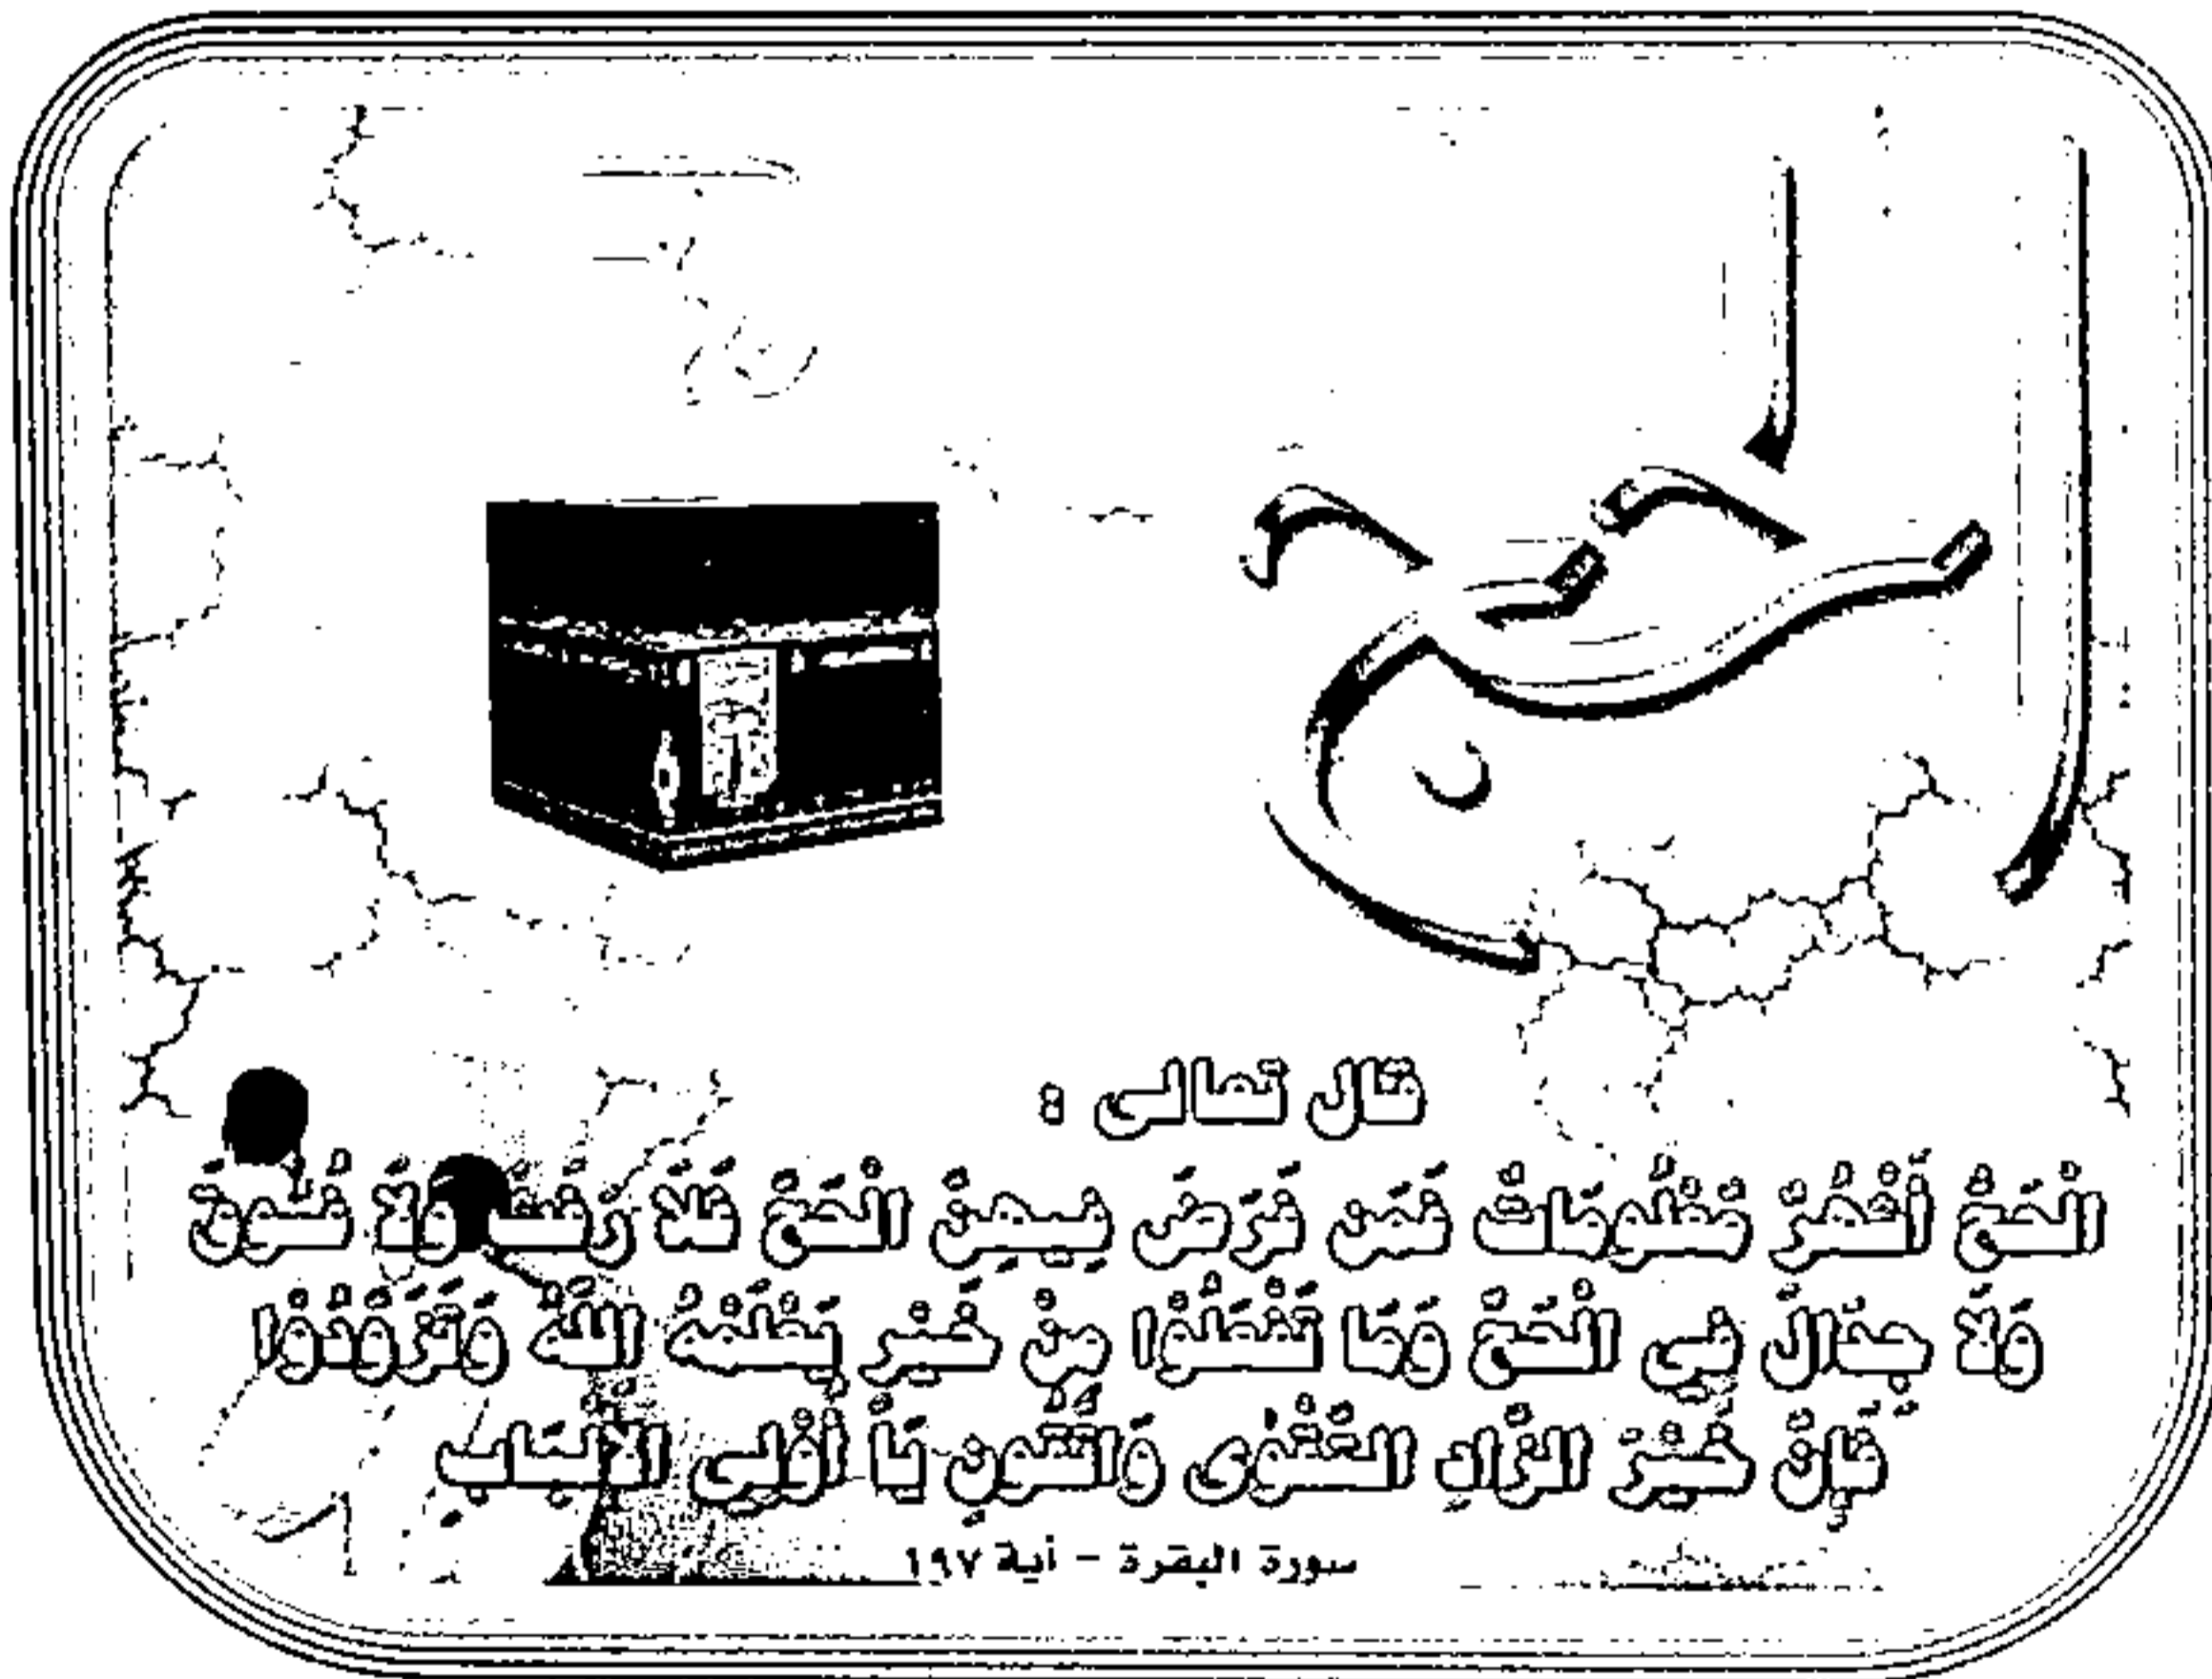 الحج
قال تعالى :
الْحَجُّ أَشْهُرٌ مَعْلُومَاتٌ فَمَن فَرَضَ فِيهِنَّ الْحَجَّ فَلَا رَفَثَ وَلَا فُسُوقَ
وَلَا جِدَالَ فِي الْحَجِّ وَمَا تَفْعَلُوا مِنْ خَيْرٍ يَعْلَمْهُ اللَّهُ وَتَزَوَّدُوا
فَإِنَّ خَيْرَ الزَّادِ التَّقْوَى وَاتَّقُونِ يَا أُوْلِي الْأَلْبَابِ
سورة البقرة - آية ١٩٧